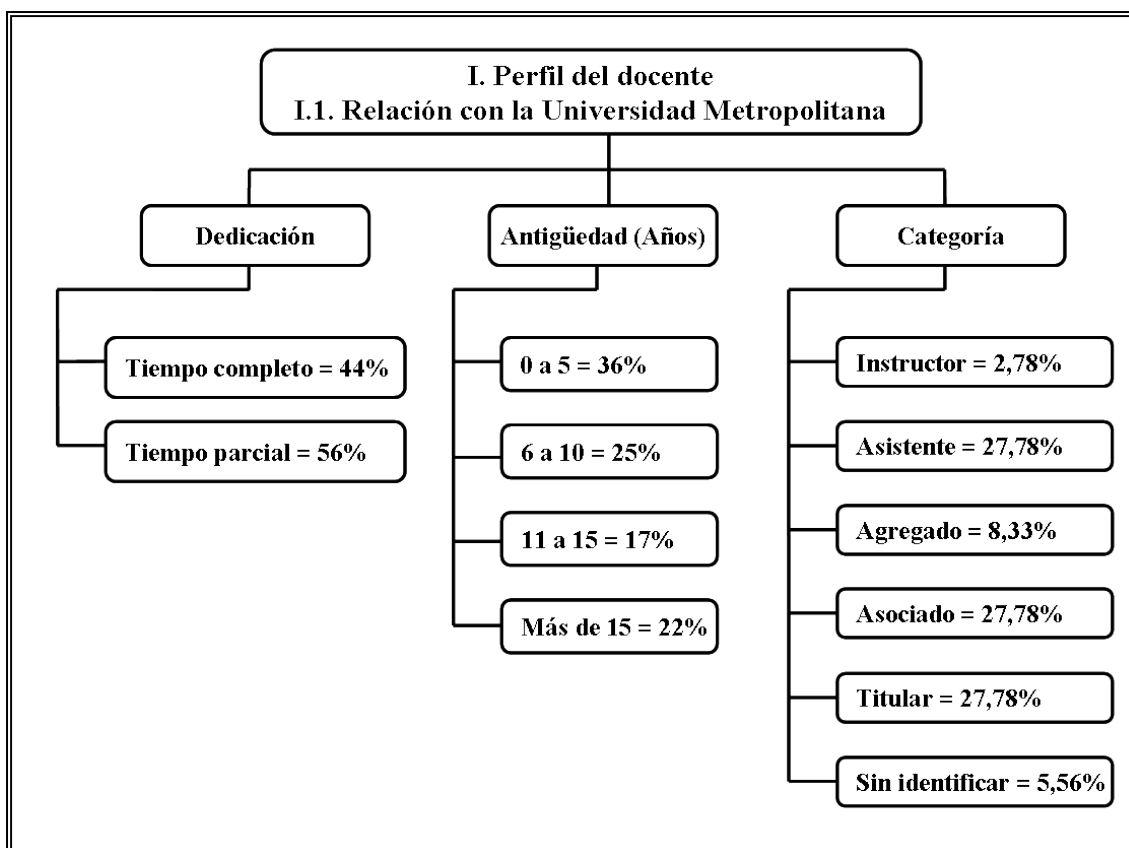 I. Perfil del docente
I.1. Relación con la Universidad Metropolitana
Dedicación
Tiempo completo = 44%
Tiempo parcial = 56%
Antigüedad (Años)
0 a 5 = 36%
6 a 10 = 25%
11 a 15 = 17%
Más de 15 = 22%
Categoría
Instructor = 2,78%
Asistente = 27,78%
Agregado = 8,33%
Asociado = 27,78%
Titular = 27,78%
Sin identificar = 5,56%